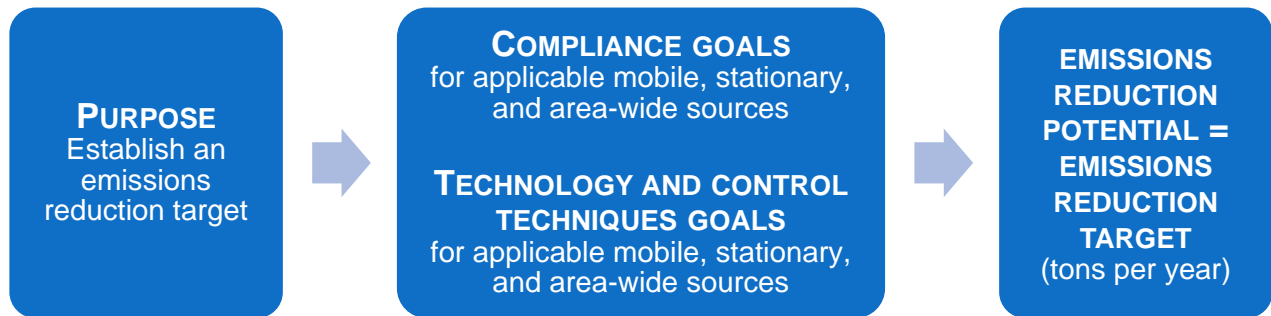 PURPOSE
Establish an
emissions
reduction target
COMPLIANCE GOALS
for applicable mobile, stationary,
and area-wide sources
TECHNOLOGY AND CONTROL
TECHNIQUES GOALS
for applicable mobile, stationary,
and area-wide sources
EMISSIONS
REDUCTION
POTENTIAL =
EMISSIONS
REDUCTION
TARGET
(tons per year)